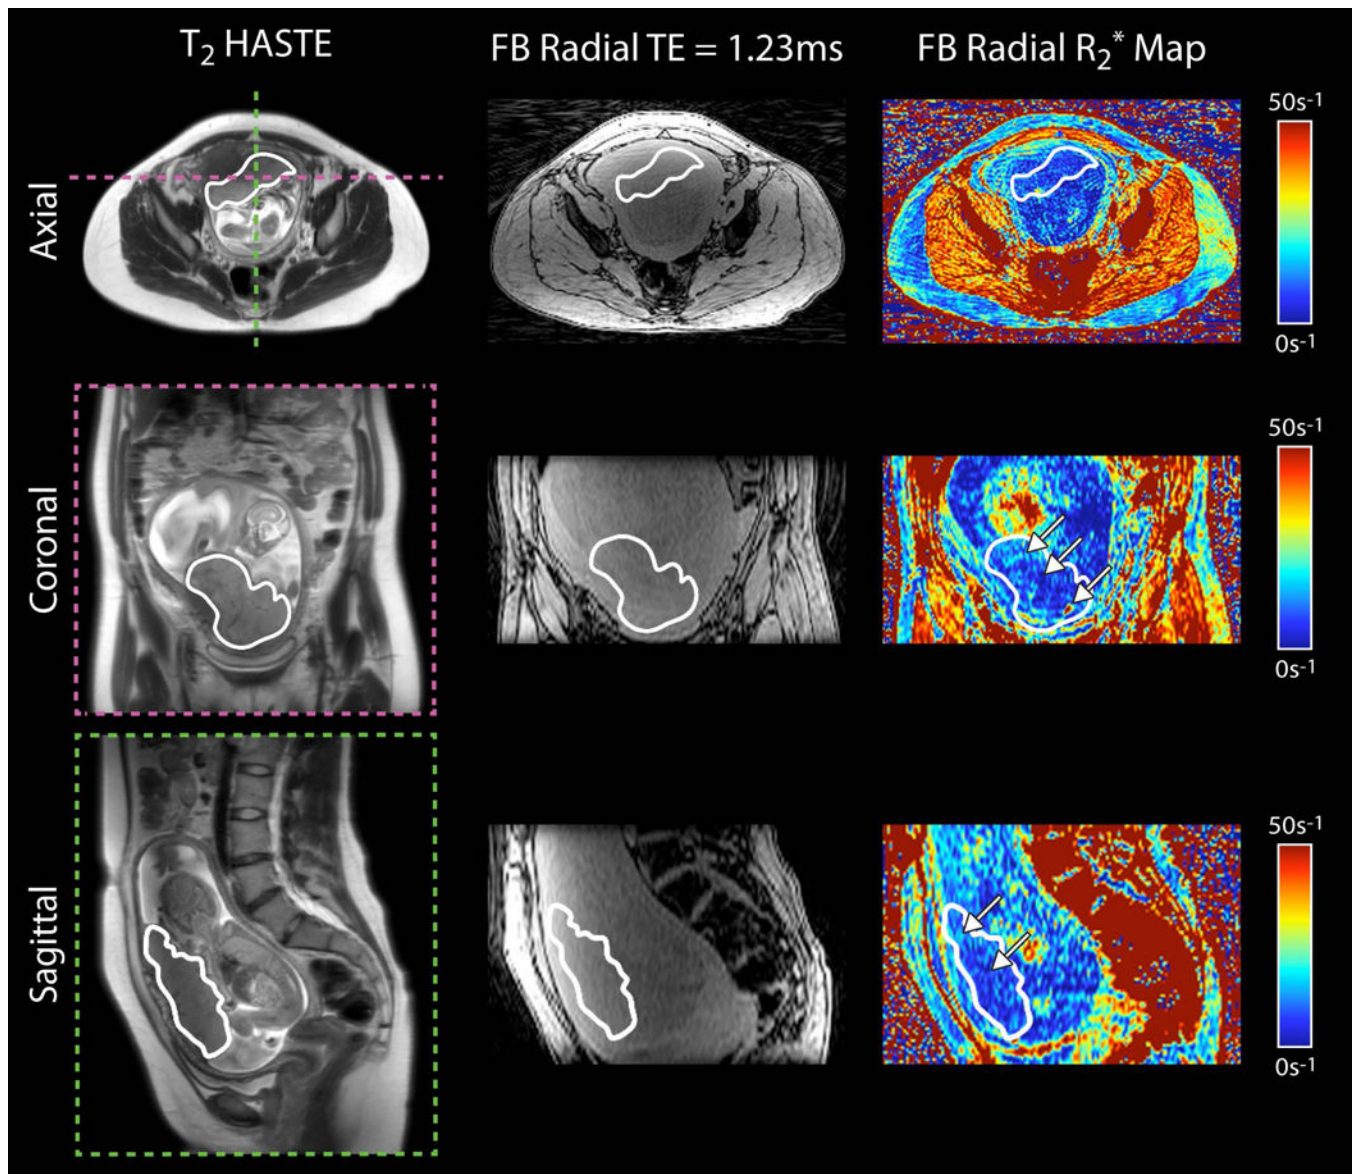 T₂ HASTE
FB Radial TE = 1.23ms
FB Radial R₂* Map
Axial
50s⁻¹
0s⁻¹
Coronal
50s⁻¹
0s⁻¹
Sagittal
50s⁻¹
0s⁻¹